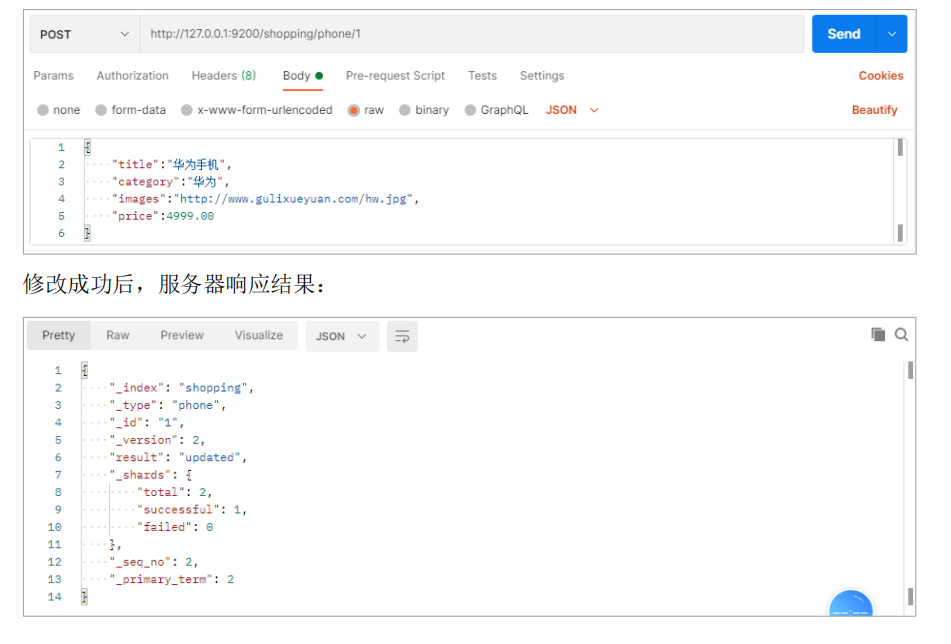 POST http://127.0.0.1:9200/shopping/phone/1 Send
Params Authorization Headers (8) Body Pre-request Script Tests Settings Cookies
none form-data x-www-form-urlencoded raw binary GraphQL JSON Beautify
1 {
2 "title":"华为手机",
3 "category":"华为",
4 "images":"http://www.gulixueyuan.com/hw.jpg",
5 "price":4999.00
6 }
修改成功后，服务器响应结果：
Pretty Raw Preview Visualize JSON
1 {
2 "_index": "shopping",
3 "_type": "phone",
4 "_id": "1",
5 "_version": 2,
6 "result": "updated",
7 "_shards": {
8 "total": 2,
9 "successful": 1,
10 "failed": 0
11 },
12 "_seq_no": 2,
13 "_primary_term": 2
14 }